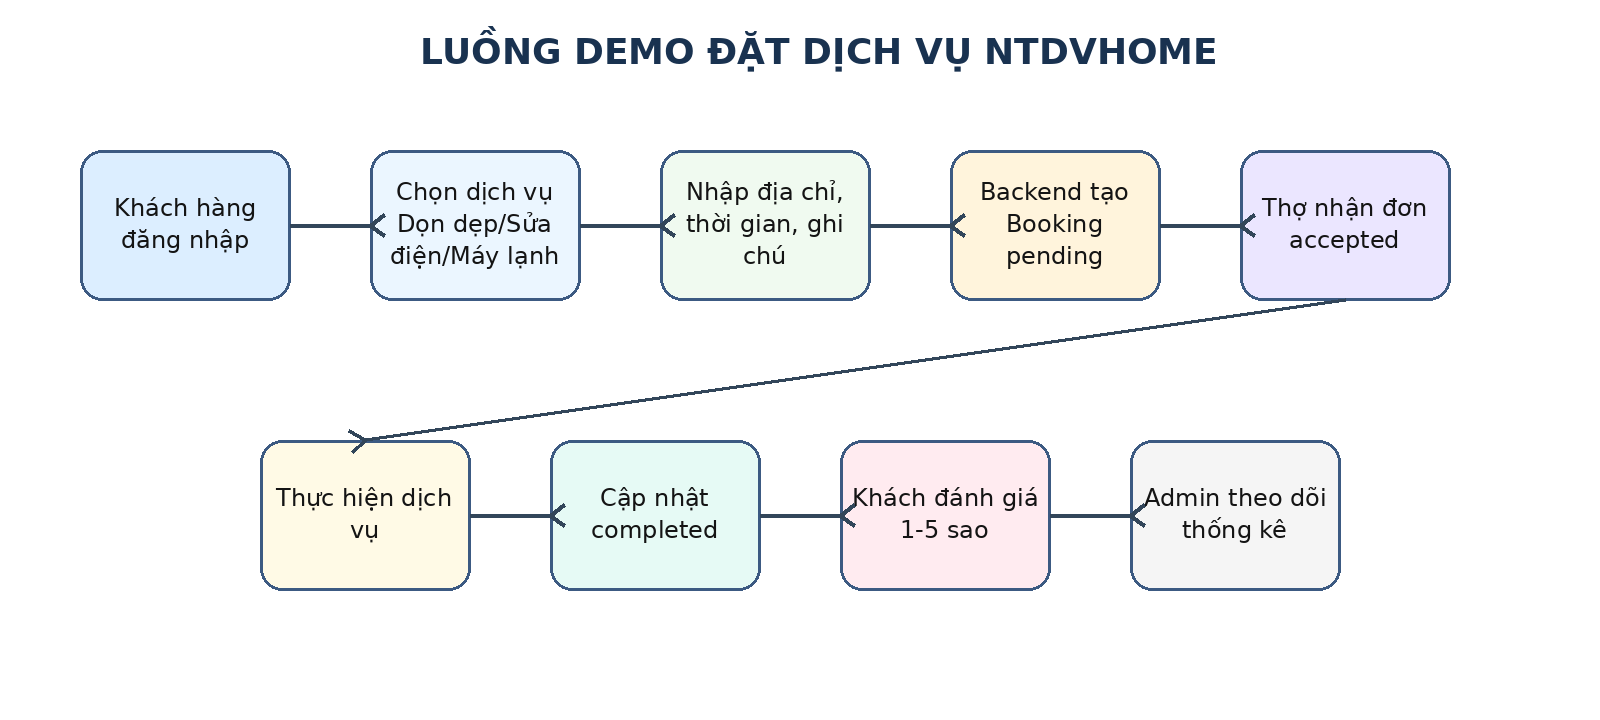 LUỒNG DEMO ĐẶT DỊCH VỤ NTDVHOME
Khách hàng
đăng nhập
Chọn dịch vụ
Dọn dẹp/Sửa
điện/Máy lạnh
Nhập địa chỉ,
thời gian, ghi
chú
Backend tạo
Booking
pending
Thợ nhận đơn
accepted
Thực hiện dịch
vụ
Cập nhật
completed
Khách đánh giá
1-5 sao
Admin theo dõi
thống kê